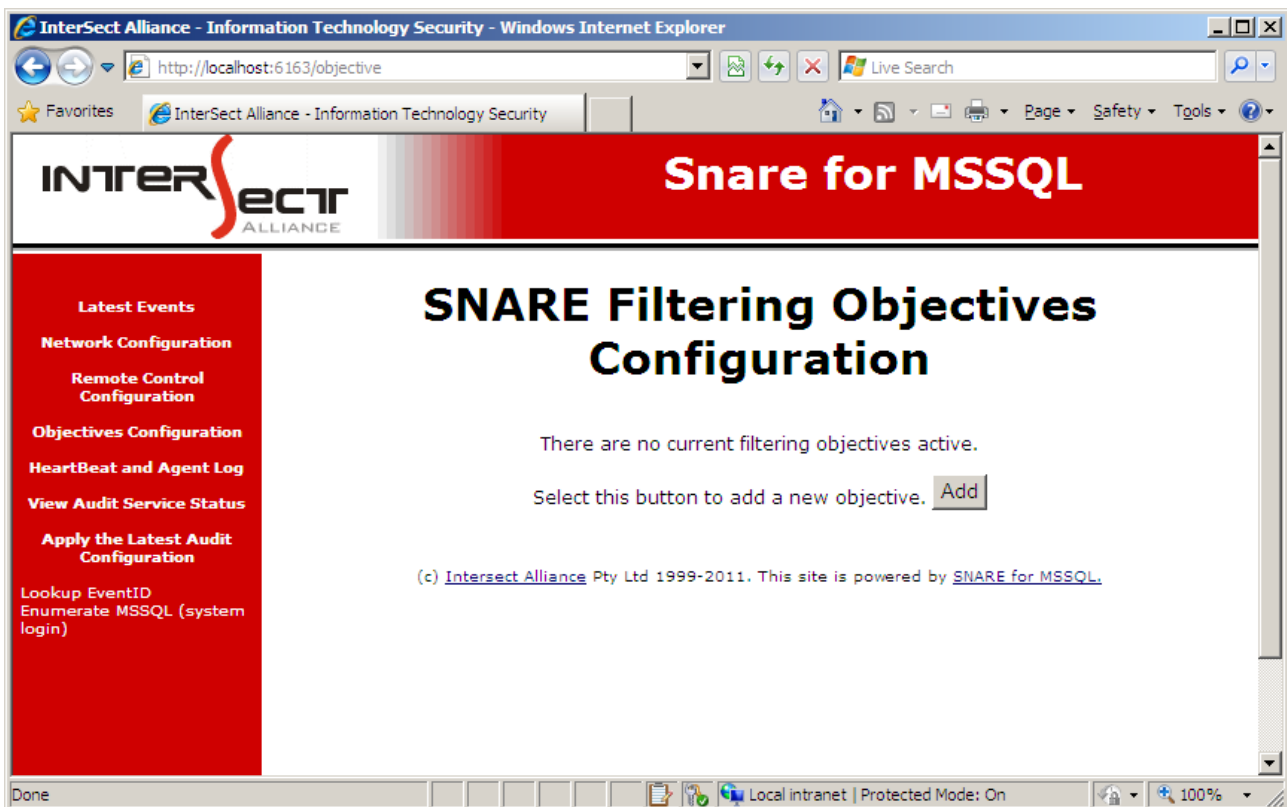 InterSect Alliance - Information Technology Security - Windows Internet Explorer
http://localhost:6163/objective
Live Search
Favorites
InterSect Alliance - Information Technology Security
Page
Safety
Tools
INTERSECT
ALLIANCE
Snare for MSSQL
Latest Events
Network Configuration
Remote Control
Configuration
Objectives Configuration
HeartBeat and Agent Log
View Audit Service Status
Apply the Latest Audit
Configuration
Lookup EventID
Enumerate MSSQL (system
login)
SNARE Filtering Objectives
Configuration
There are no current filtering objectives active.
Select this button to add a new objective. Add
(c) Intersect Alliance Pty Ltd 1999-2011. This site is powered by SNARE for MSSQL.
Done
Local intranet | Protected Mode: On
100%